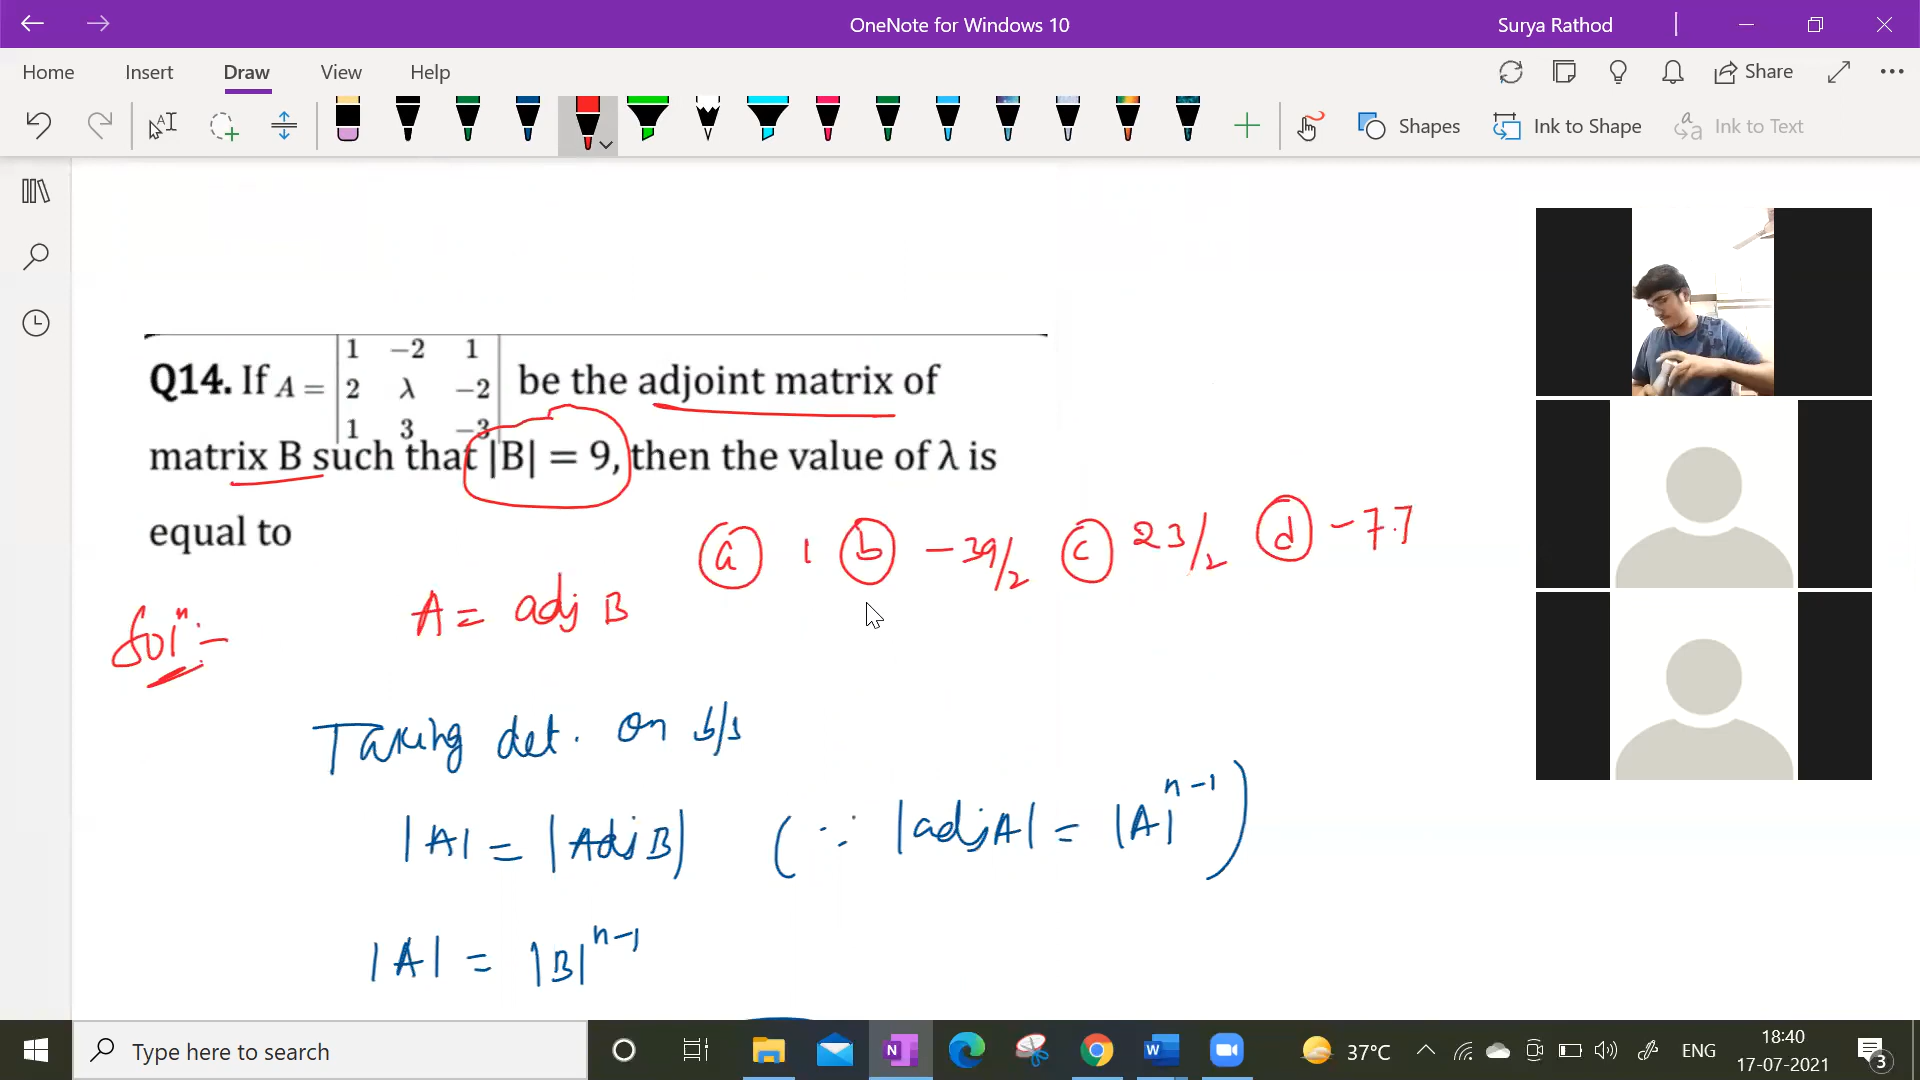 OneNote for Windows 10
Surya Rathod
Home Insert Draw View Help
Share
Shapes Ink to Shape Ink to Text
Q14. If A = | 1 −2 1 | be the adjoint matrix of
| 2 λ −2 |
| 1 3 −3 |
matrix B such that |B| = 9, then the value of λ is
equal to
(a) 1 (b) −39/2 (c) 23/2 (d) −7.7
Solⁿ:− A = adj B
Taking det. on b/s
|A| = |Adj B| (∵ |adj A| = |A|ⁿ⁻¹)
|A| = |B|ⁿ⁻¹
Type here to search
37°C
ENG
18:40
17-07-2021
3